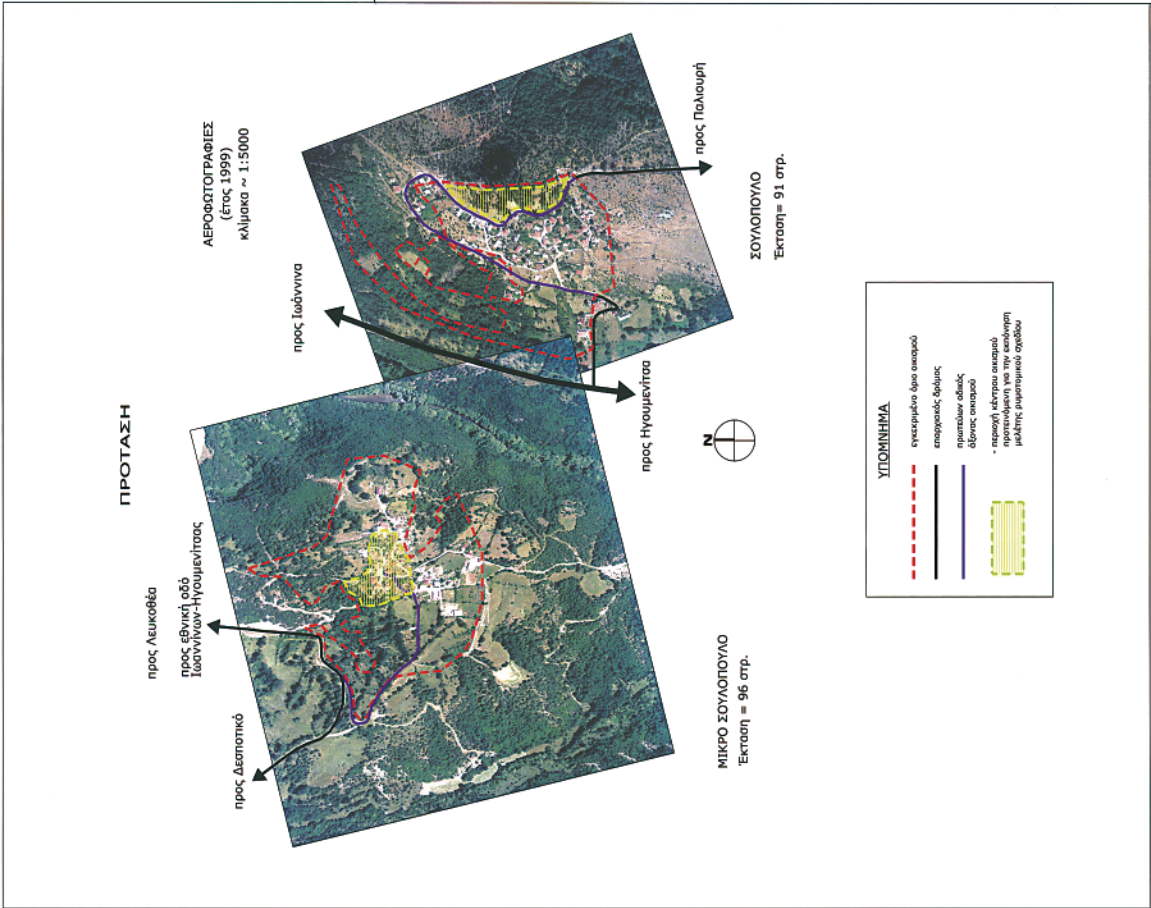 ΠΡΟΤΑΣΗ
ΑΕΡΟΦΩΤΟΓΡΑΦΙΕΣ
(έτος 1999)
κλίμακα ~ 1:5000
προς Λευκοθέα
προς εθνική οδό
Ιωαννίνων-Ηγουμενίτσας
προς Δεσποτικό
προς Ιωάννινα
προς Ηγουμενίτσα
προς Παλιουρή
Ν
ΜΙΚΡΟ ΣΟΥΛΟΠΟΥΛΟ
Έκταση = 96 στρ.
ΣΟΥΛΟΠΟΥΛΟ
Έκταση= 91 στρ.
ΥΠΟΜΝΗΜΑ
εγκεκριμένο όριο οικισμού
επαρχιακός δρόμος
πρωτεύων οδικός
άξονας οικισμού
- περιοχή κέντρου οικισμού
προτεινόμενη για την εκπόνηση
μελέτης ρυμοτομικού σχεδίου